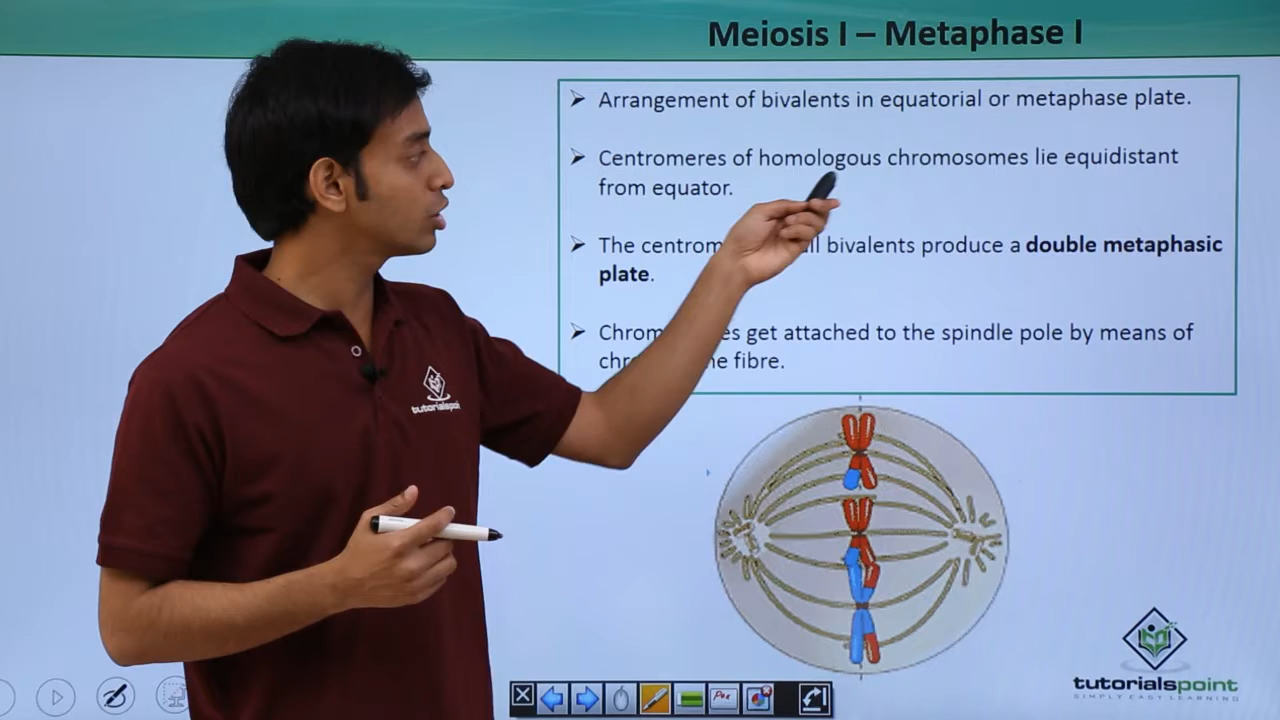 Meiosis I – Metaphase I
Arrangement of bivalents in equatorial or metaphase plate.
Centromeres of homologous chromosomes lie equidistant
from equator.
The centrom ll bivalents produce a double metaphasic
plate.
Chrom es get attached to the spindle pole by means of
chr e fibre.
tutorialspoint
tutorialspoint
SIMPLY EASY LEARNING
Pen